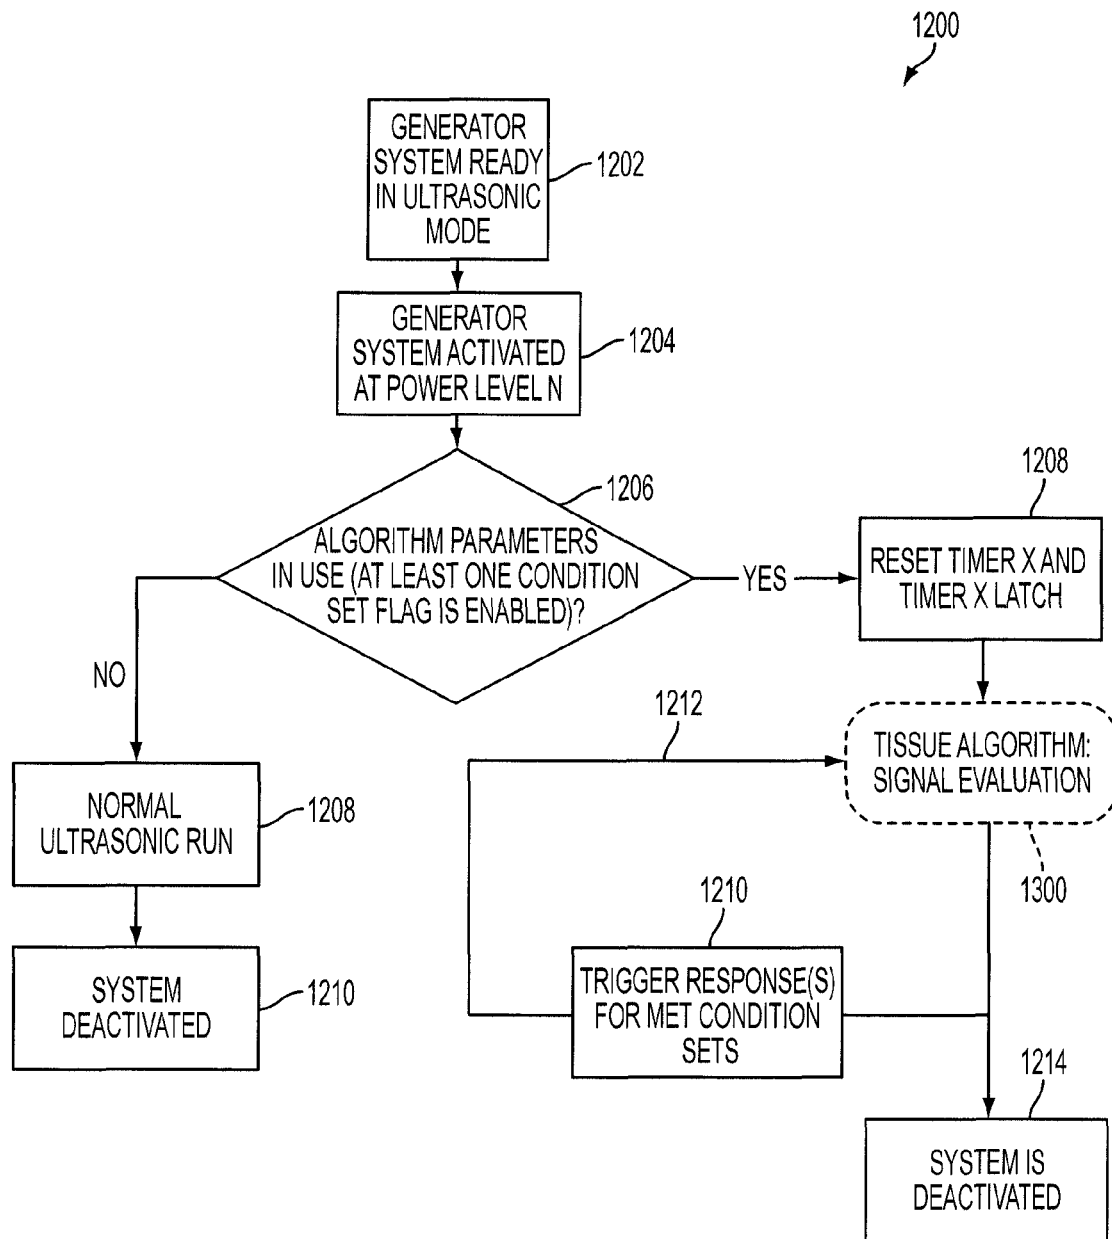 1200
GENERATOR
SYSTEM READY
IN ULTRASONIC
MODE
1202
GENERATOR
SYSTEM ACTIVATED
AT POWER LEVEL N
1204
1206
ALGORITHM PARAMETERS
IN USE (AT LEAST ONE CONDITION
SET FLAG IS ENABLED)?
YES
1208
RESET TIMER X AND
TIMER X LATCH
NO
NORMAL
ULTRASONIC RUN
1208
SYSTEM
DEACTIVATED
1210
1212
TISSUE ALGORITHM:
SIGNAL EVALUATION
1300
1210
TRIGGER RESPONSE(S)
FOR MET CONDITION
SETS
1214
SYSTEM IS
DEACTIVATED